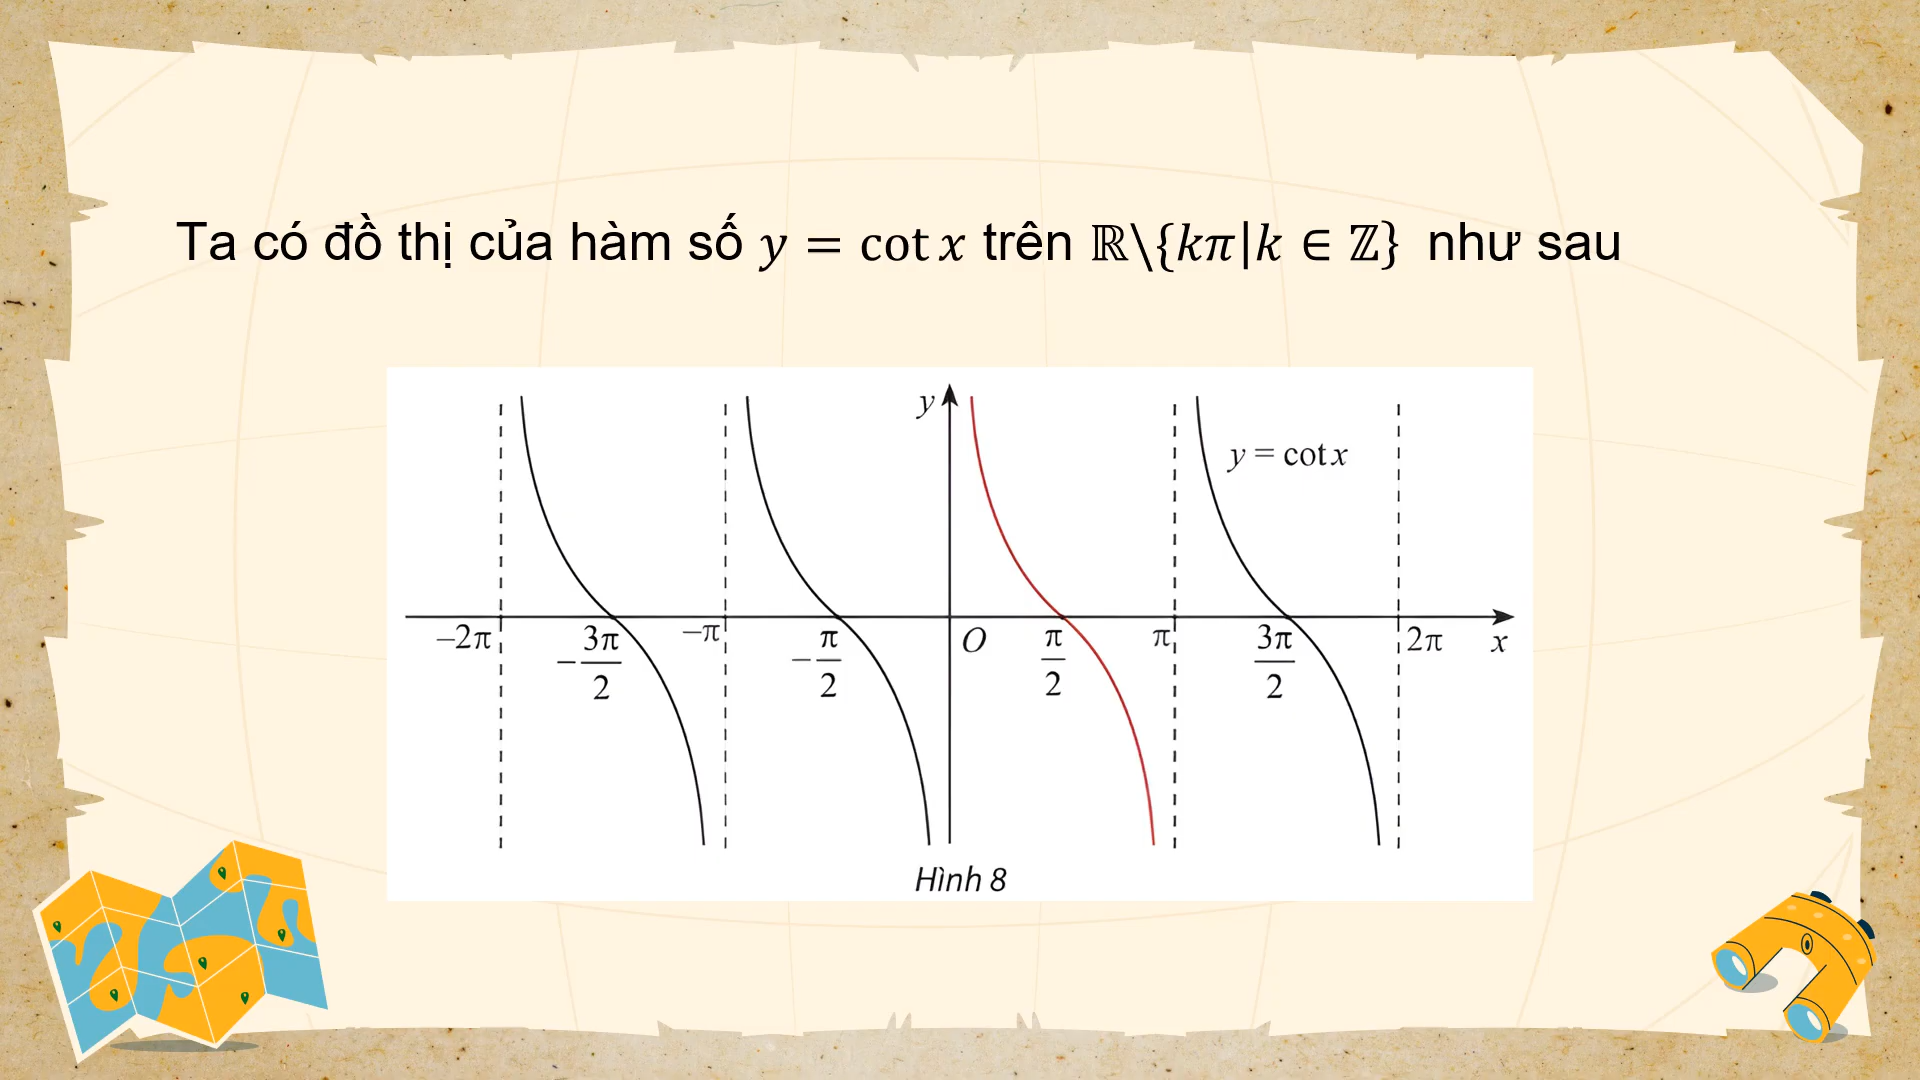 Ta có đồ thị của hàm số y = cot x trên ℝ\{kπ|k ∈ ℤ} như sau
y
y = cot x
−2π −3π/2 −π −π/2 O π/2 π 3π/2 2π x
Hình 8